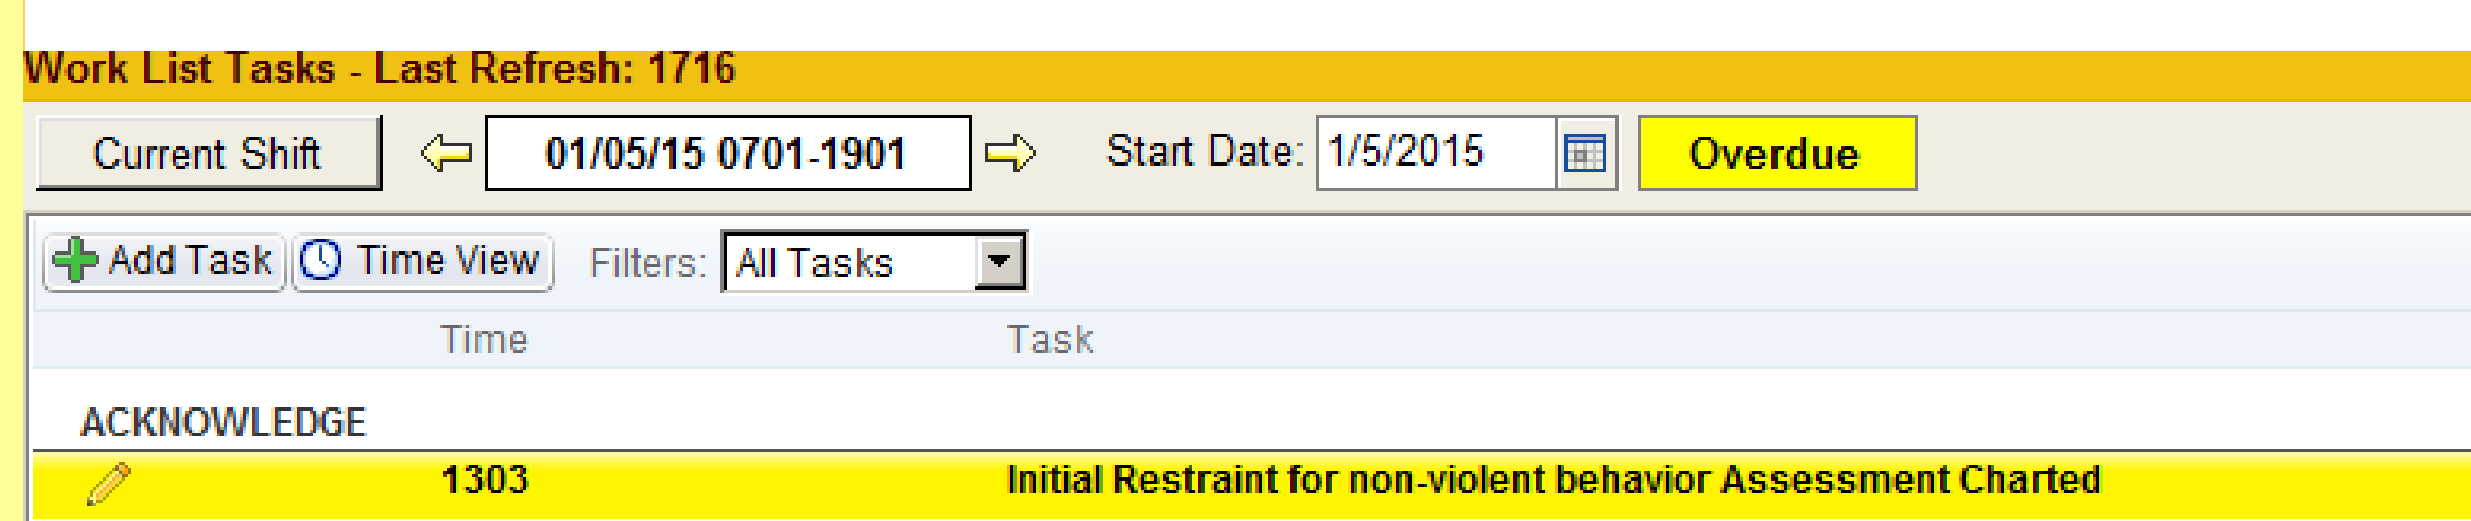 Work List Tasks - Last Refresh: 1716
Current Shift 01/05/15 0701-1901 Start Date: 1/5/2015 Overdue
Add Task Time View Filters: All Tasks
Time Task
ACKNOWLEDGE
1303 Initial Restraint for non-violent behavior Assessment Charted